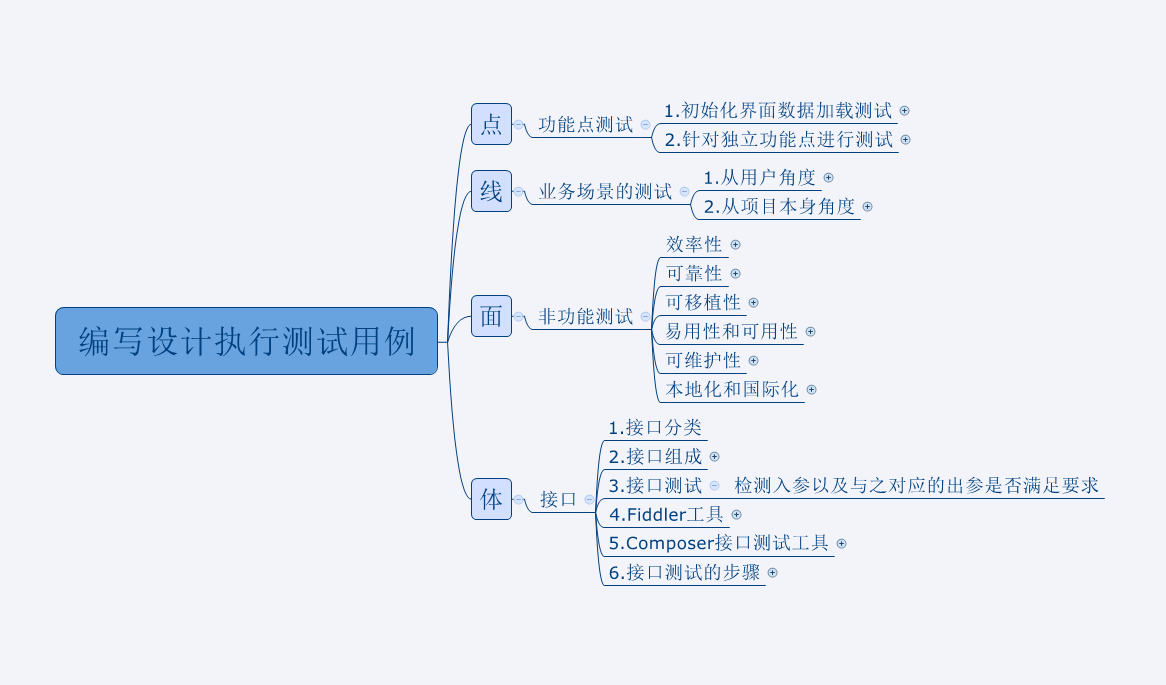 编写设计执行测试用例
点
功能点测试
1.初始化界面数据加载测试
2.针对独立功能点进行测试
线
业务场景的测试
1.从用户角度
2.从项目本身角度
面
非功能测试
效率性
可靠性
可移植性
易用性和可用性
可维护性
本地化和国际化
体
接口
1.接口分类
2.接口组成
3.接口测试
检测入参以及与之对应的出参是否满足要求
4.Fiddler工具
5.Composer接口测试工具
6.接口测试的步骤